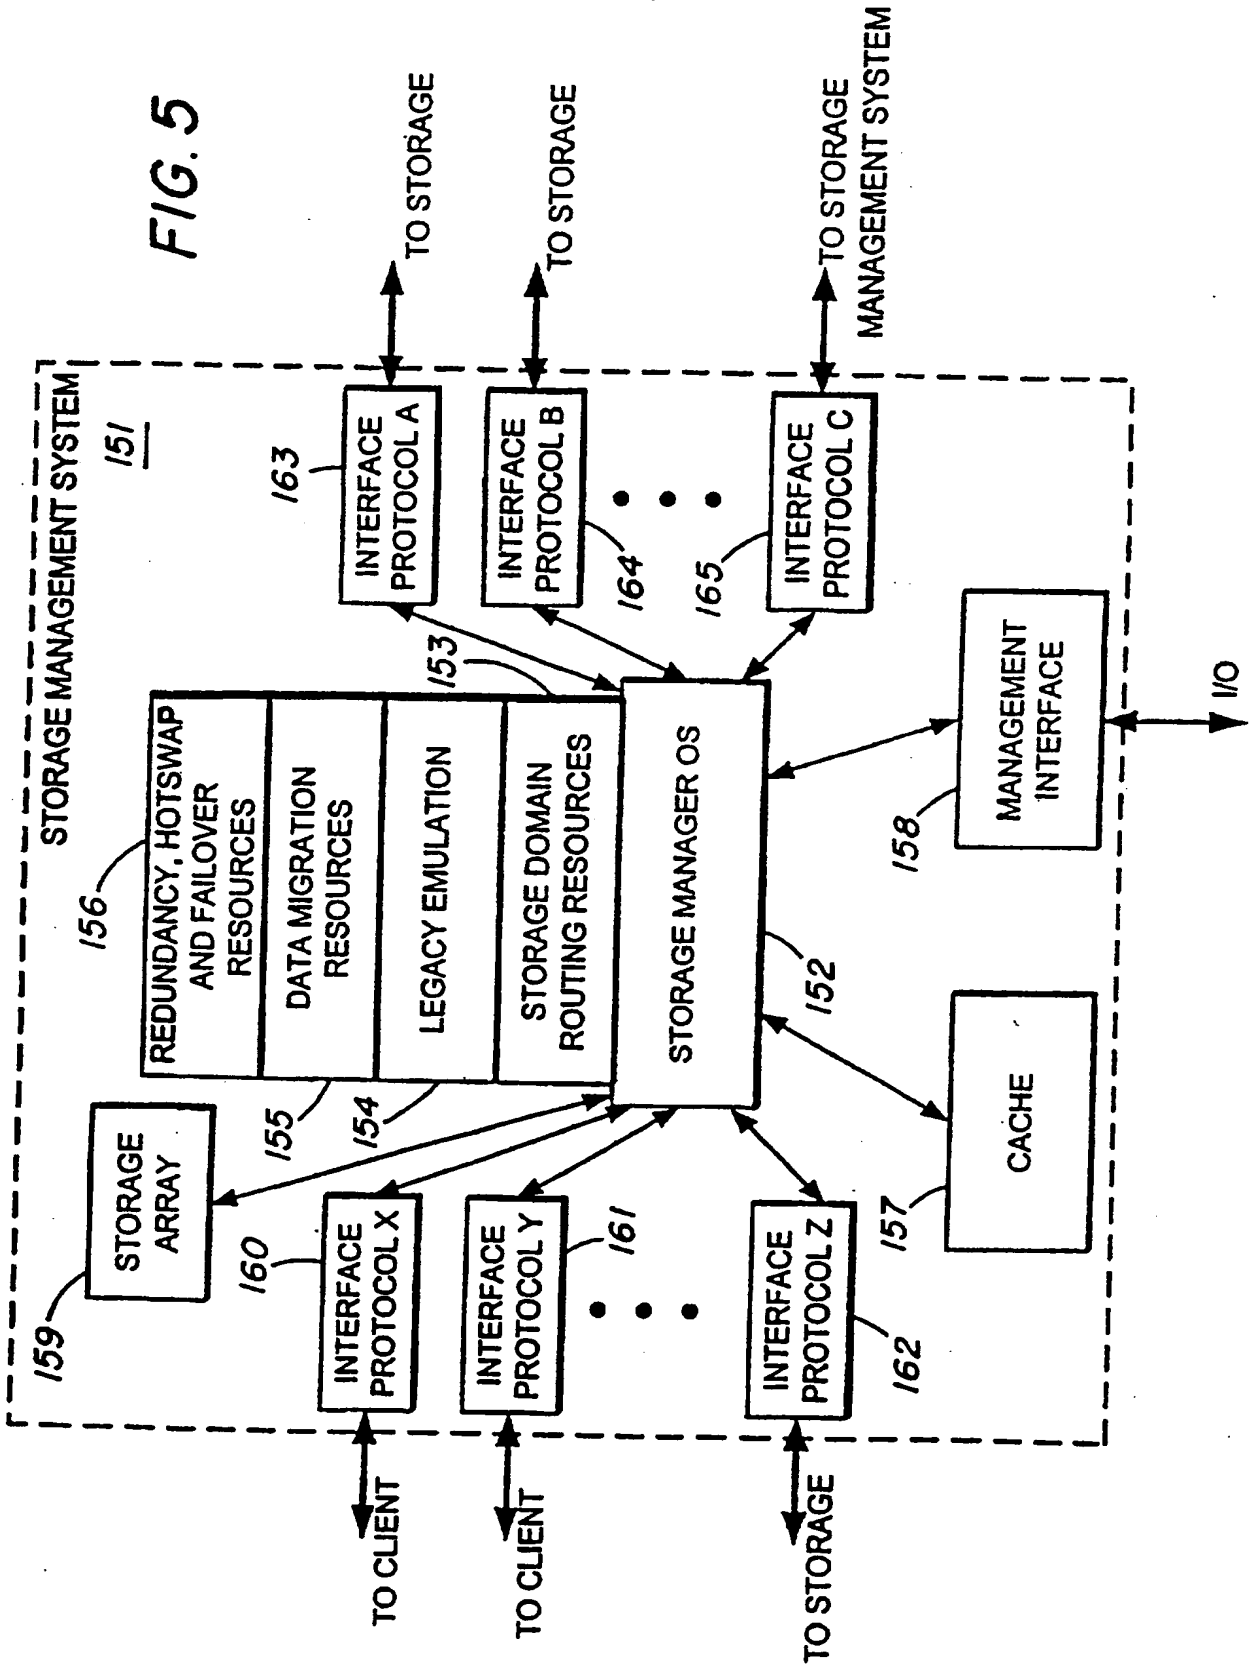 FIG. 5
STORAGE MANAGEMENT SYSTEM
151
159
STORAGE
ARRAY
156
REDUNDANCY, HOTSWAP
AND FAILOVER
RESOURCES
155
DATA MIGRATION
RESOURCES
154
LEGACY EMULATION
153
STORAGE DOMAIN
ROUTING RESOURCES
STORAGE MANAGER OS
152
160
INTERFACE
PROTOCOL X
TO CLIENT
161
INTERFACE
PROTOCOL Y
TO CLIENT
162
INTERFACE
PROTOCOL Z
TO STORAGE
163
INTERFACE
PROTOCOL A
TO STORAGE
164
INTERFACE
PROTOCOL B
TO STORAGE
165
INTERFACE
PROTOCOL C
TO STORAGE
MANAGEMENT SYSTEM
157
CACHE
158
MANAGEMENT
INTERFACE
I/O